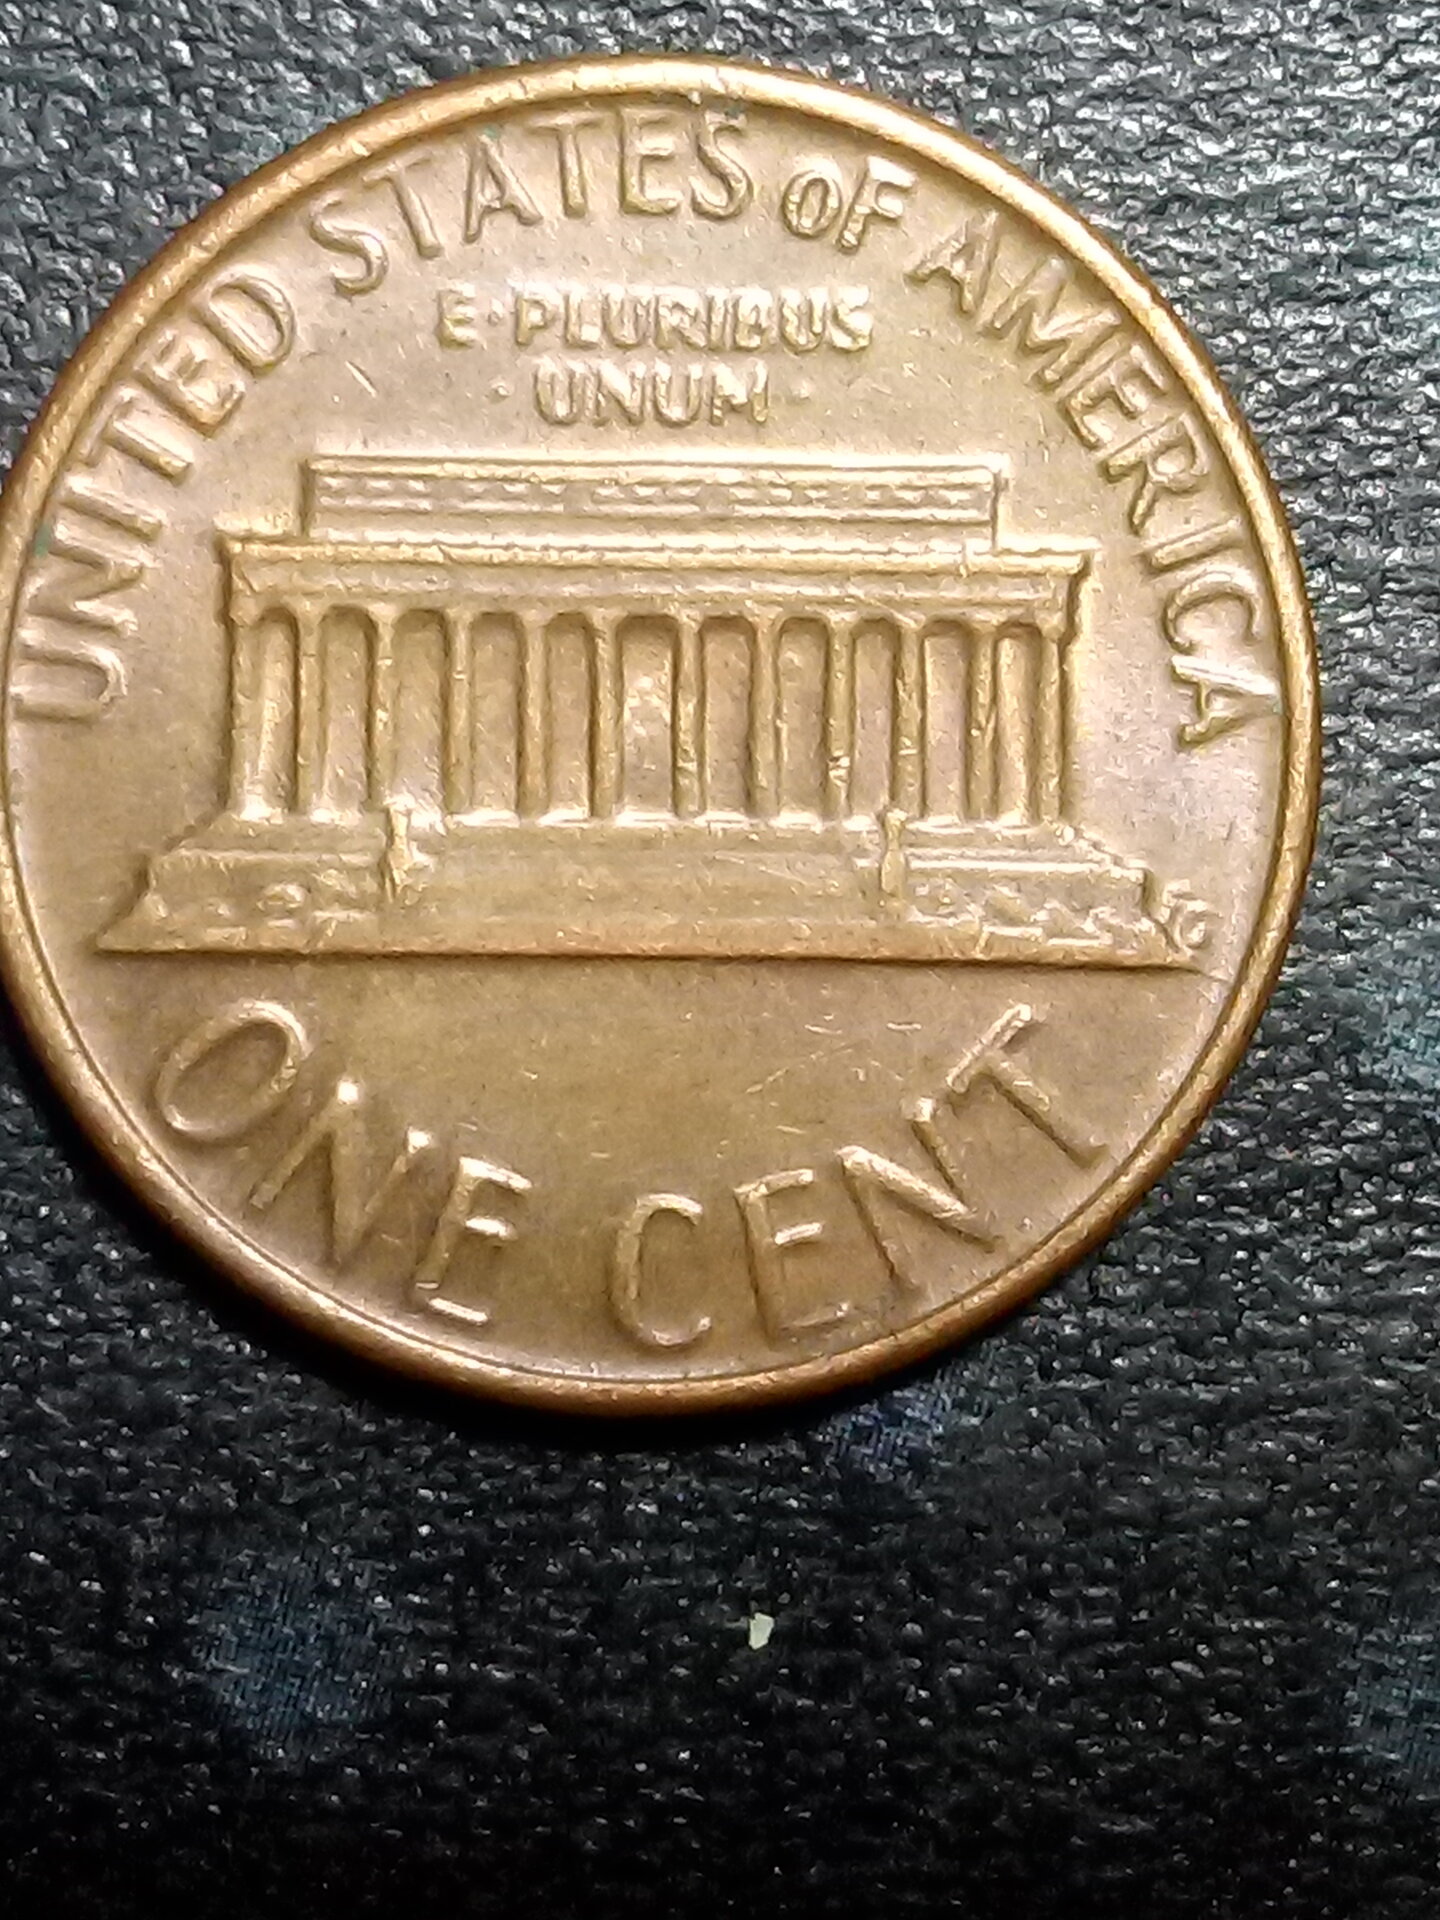 UNITED STATES OF AMERICA
E·PLURIBUS
·UNUM·
ONE CENT